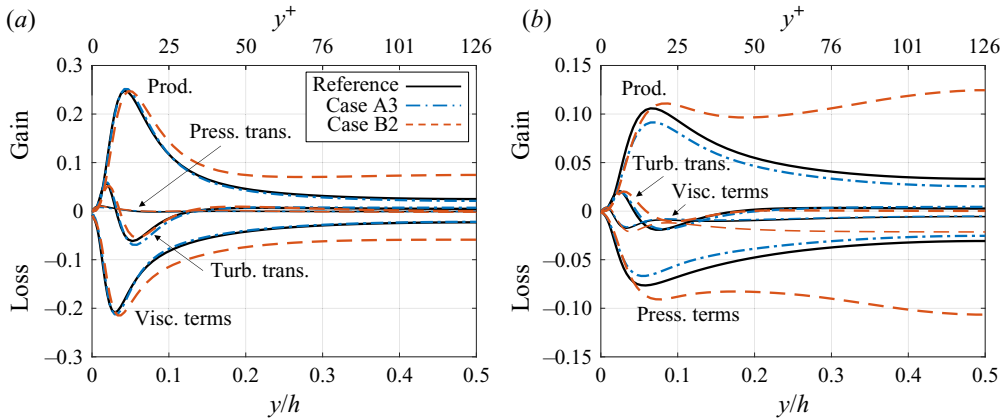 (a)
y+
0 25 50 76 101 126
0.3
0.2
0.1
0
–0.1
–0.2
–0.3
Gain
Loss
Prod.
Press. trans.
Turb. trans.
Visc. terms
Reference
Case A3
Case B2
0 0.1 0.2 0.3 0.4 0.5
y/h
(b)
y+
0 25 50 76 101 126
0.15
0.10
0.05
0
–0.05
–0.10
–0.15
Gain
Loss
Prod.
Turb. trans.
Visc. terms
Press. terms
0 0.1 0.2 0.3 0.4 0.5
y/h